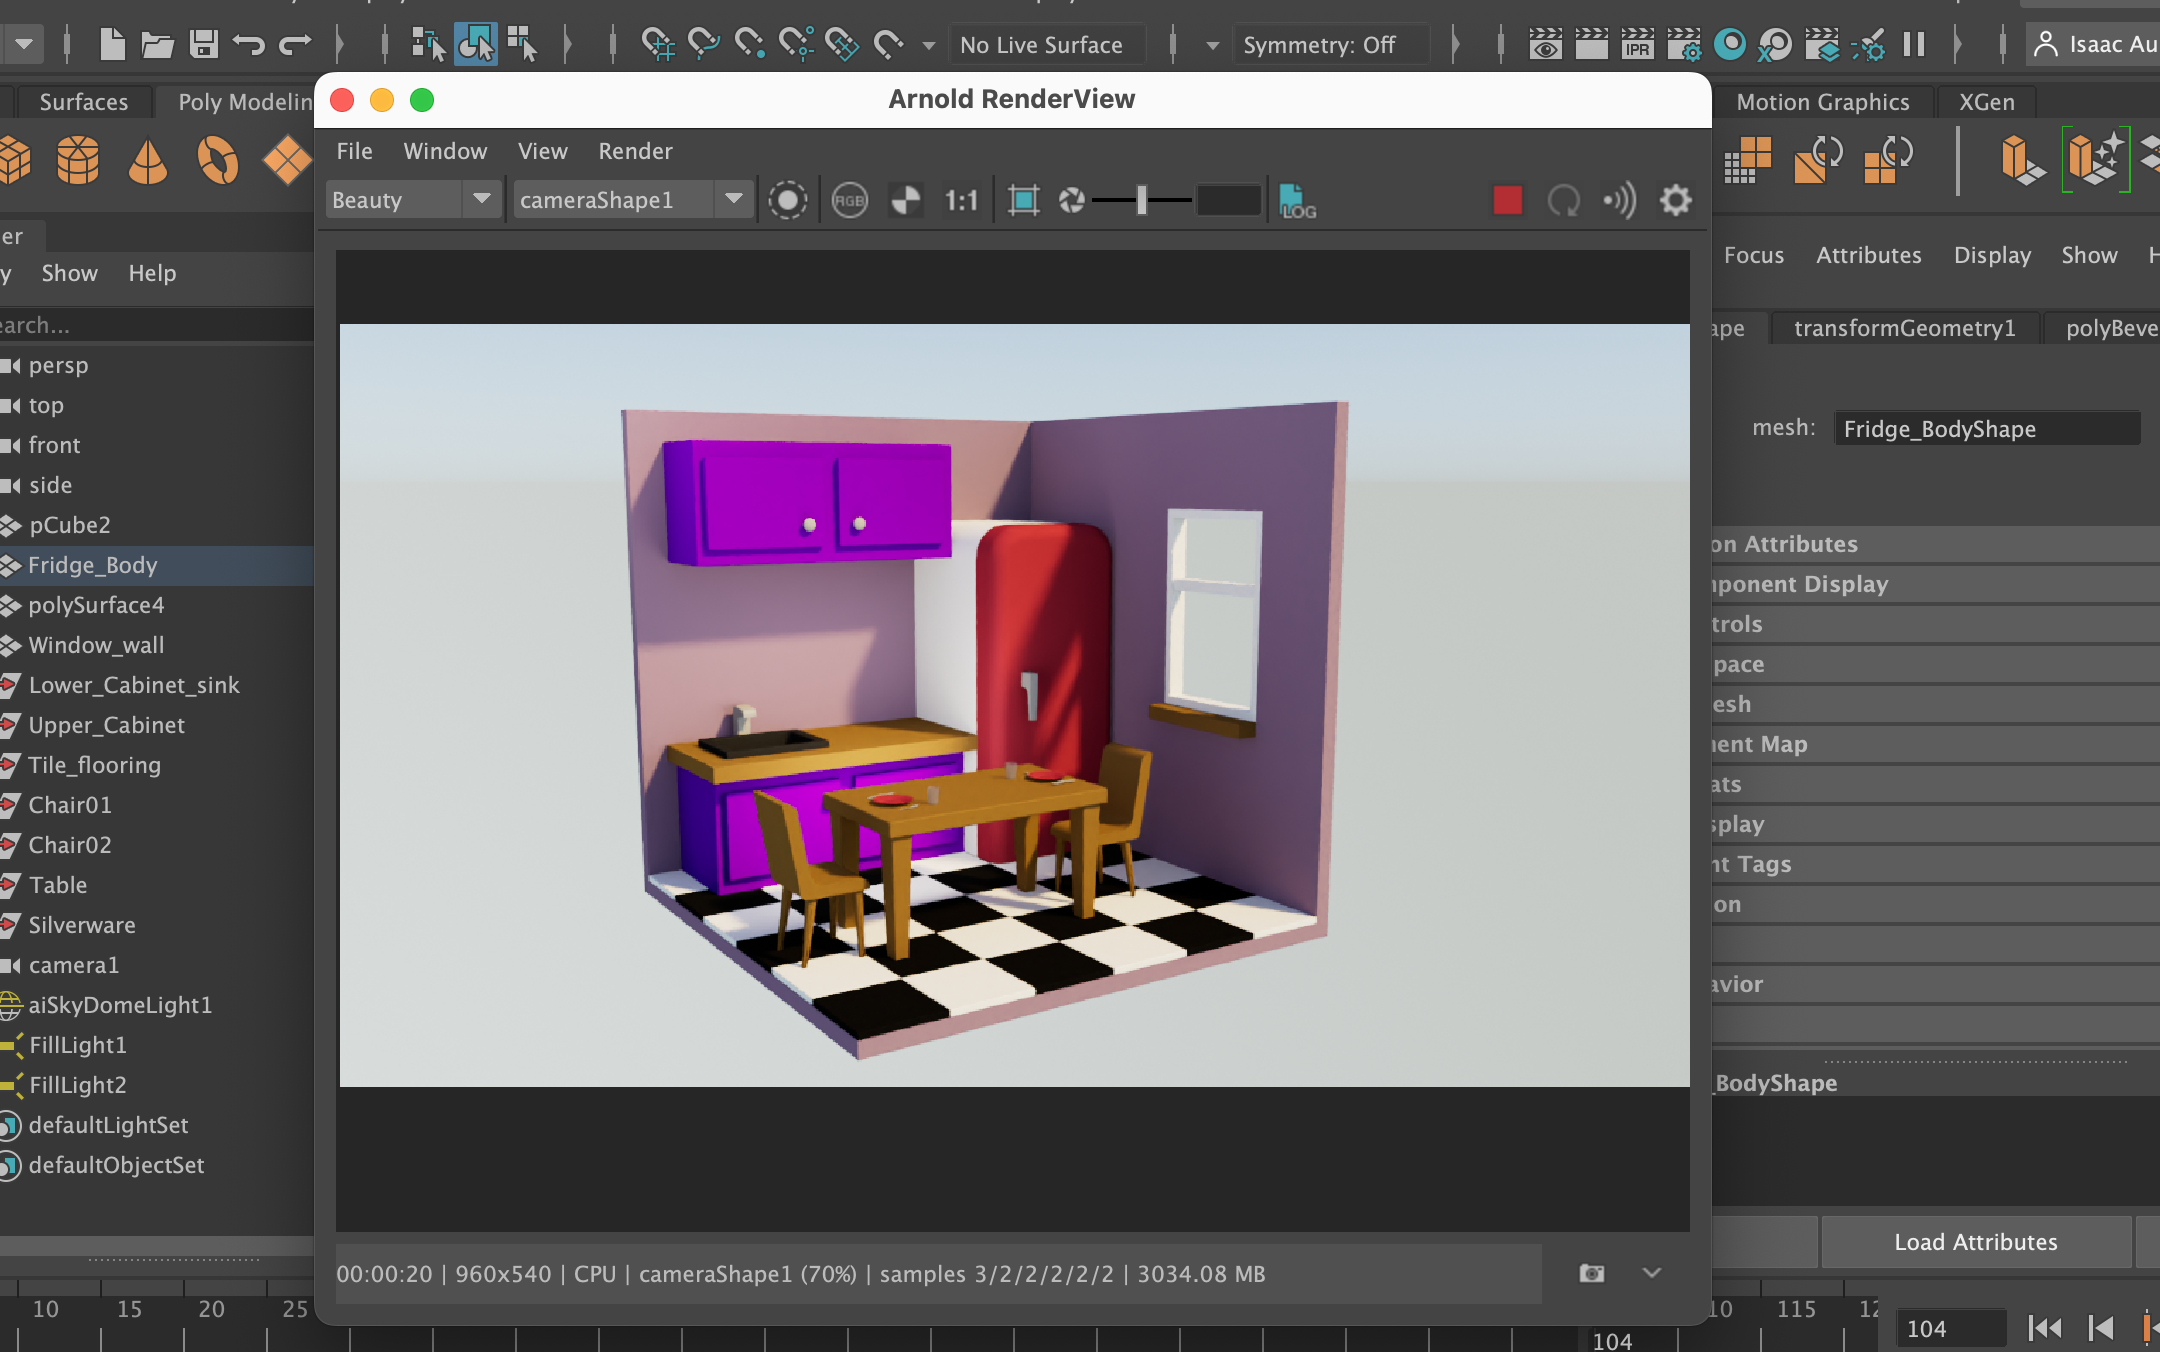 No Live Surface
Symmetry: Off
IPR
Isaac Au
Surfaces
Poly Modelin
Arnold RenderView
Motion Graphics
XGen
File Window View Render
Beauty
cameraShape1
RGB
1:1
LOG
er
y Show Help
earch...
persp
top
front
side
pCube2
Fridge_Body
polySurface4
Window_wall
Lower_Cabinet_sink
Upper_Cabinet
Tile_flooring
Chair01
Chair02
Table
Silverware
camera1
aiSkyDomeLight1
FillLight1
FillLight2
defaultLightSet
defaultObjectSet
Focus Attributes Display Show H
ape
transformGeometry1
polyBeve
mesh:
Fridge_BodyShape
on Attributes
nponent Display
trols
pace
esh
nent Map
ats
splay
nt Tags
on
avior
_BodyShape
Load Attributes
00:00:20 | 960x540 | CPU | cameraShape1 (70%) | samples 3/2/2/2/2/2 | 3034.08 MB
10 15 20 25
10 115 12
104
104